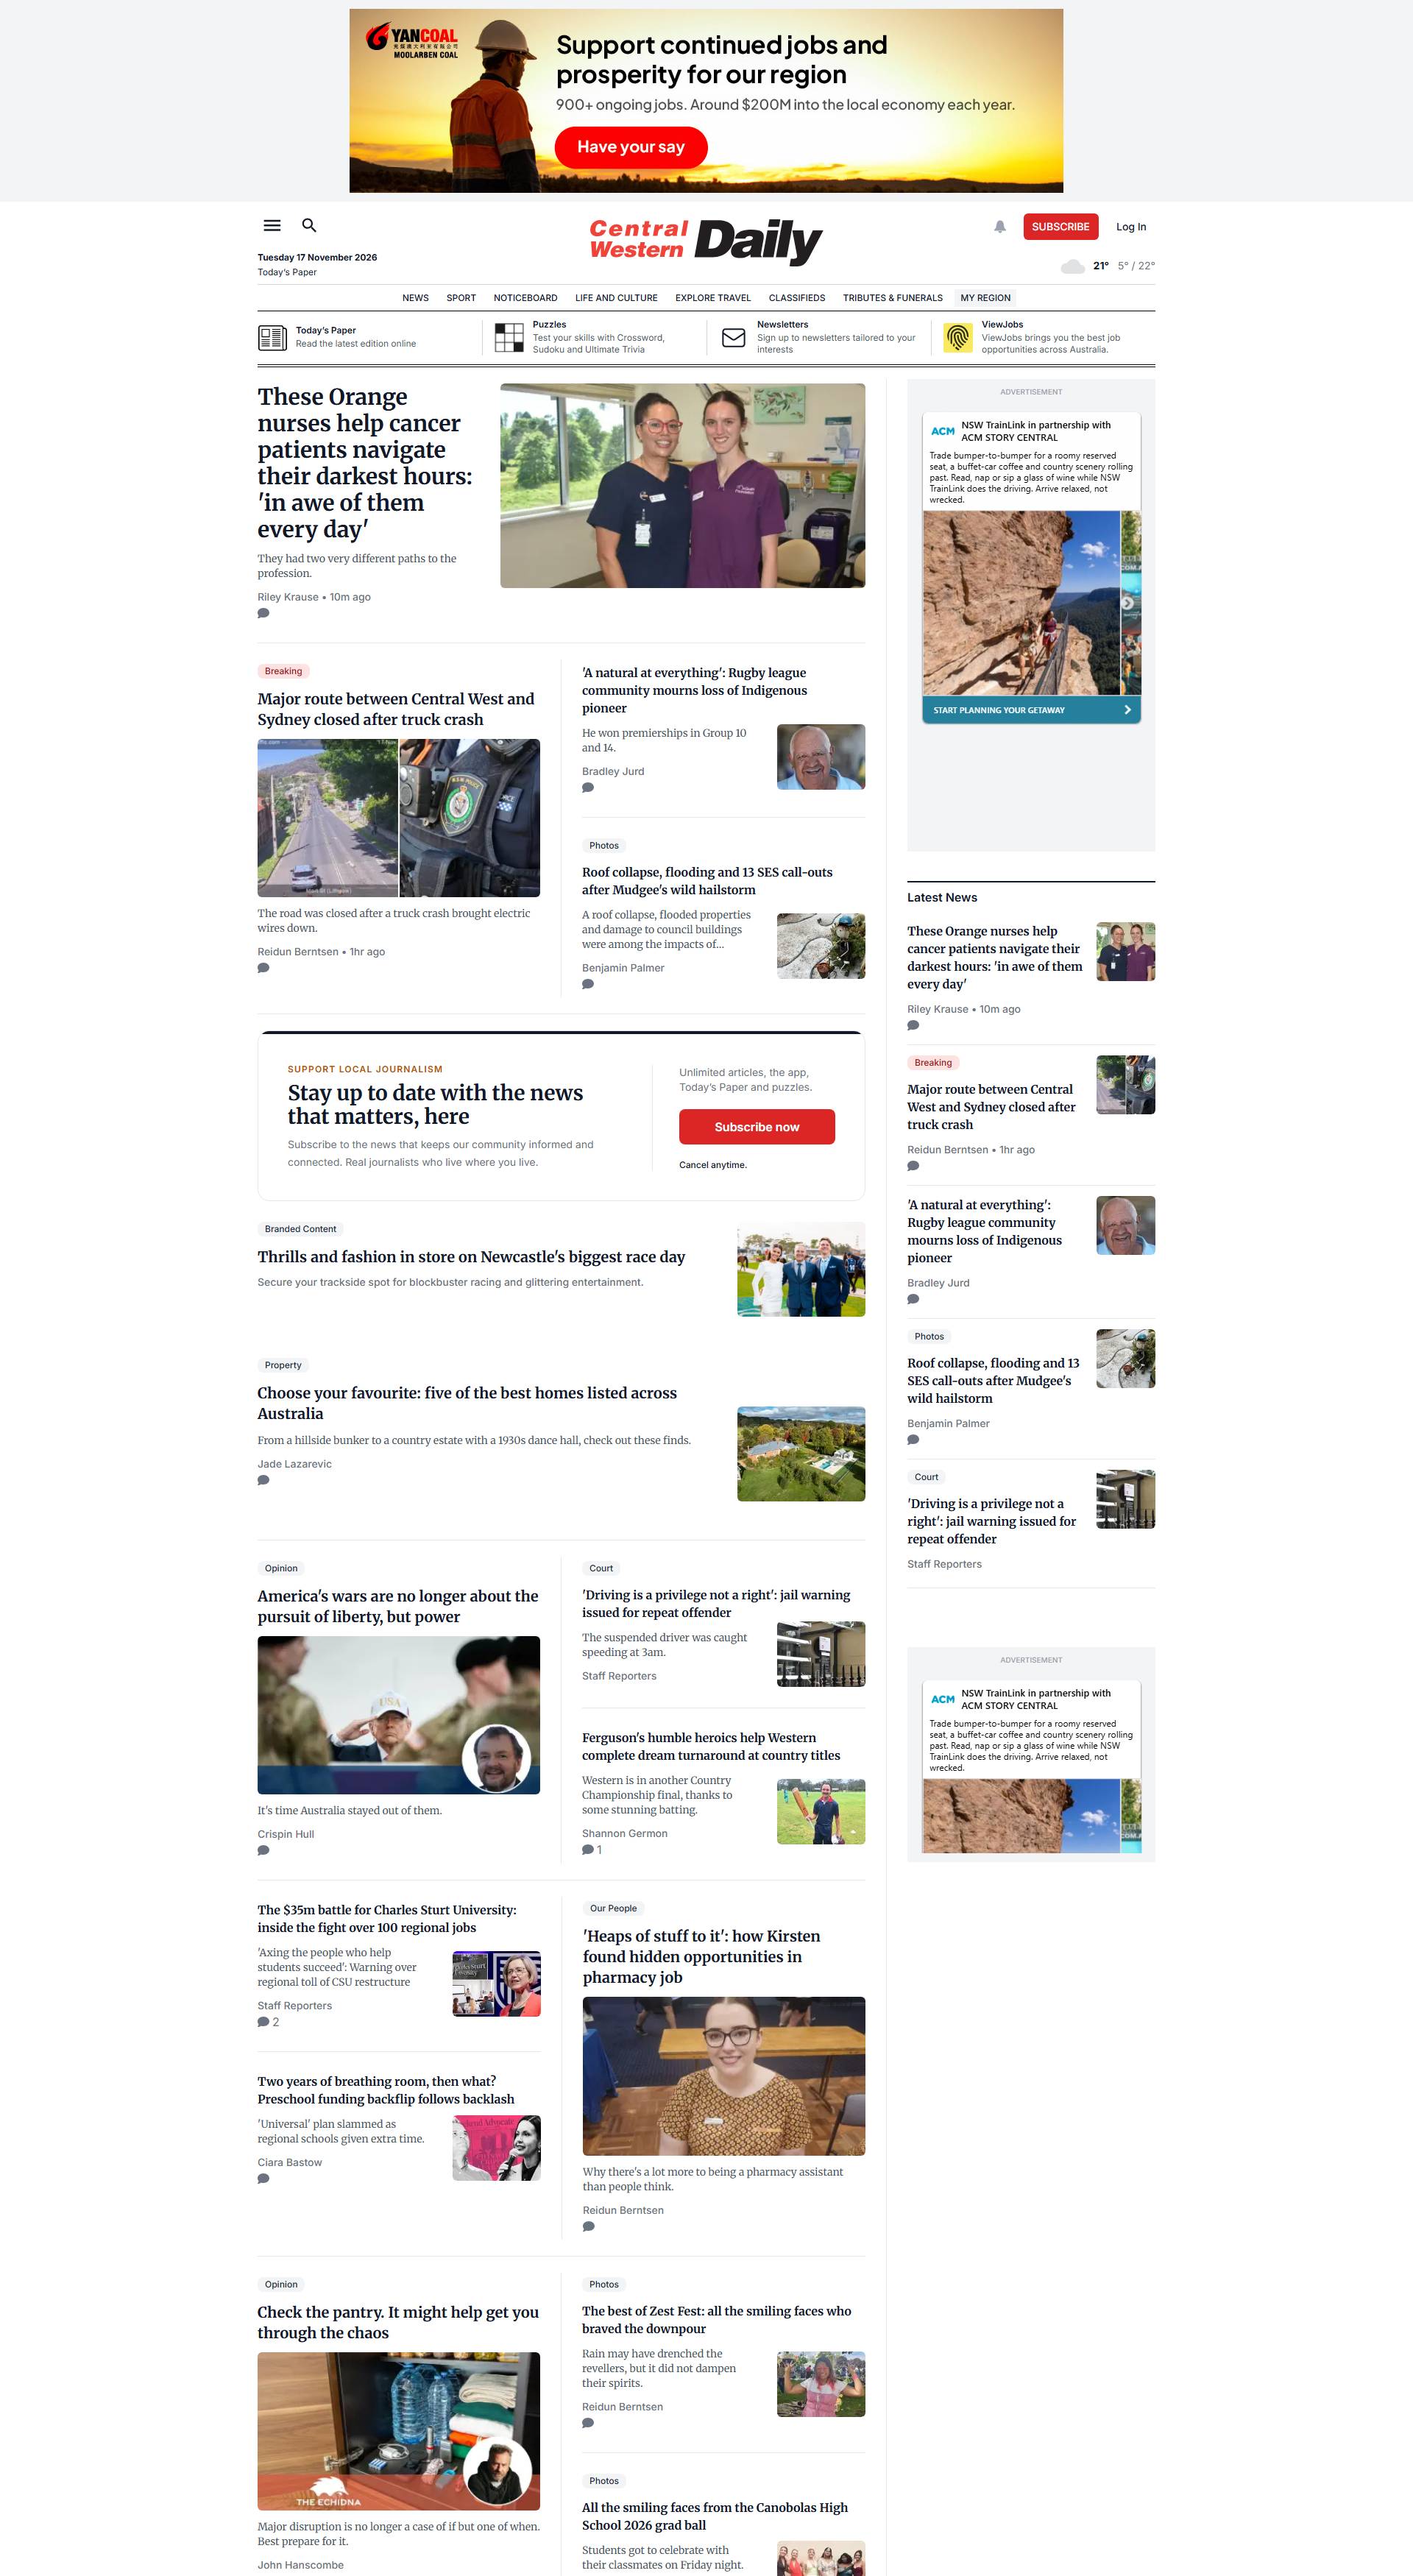 YANCOAL
MOOLARBEN COAL
Support continued jobs and
prosperity for our region
900+ ongoing jobs. Around $200M into the local economy each year.
Have your say
Central
Western
Daily
SUBSCRIBE
Log In
Tuesday 17 November 2026
Today's Paper
21°
5° / 22°
NEWS
SPORT
NOTICEBOARD
LIFE AND CULTURE
EXPLORE TRAVEL
CLASSIFIEDS
TRIBUTES & FUNERALS
MY REGION
Today's Paper
Read the latest edition online
Puzzles
Test your skills with Crossword,
Sudoku and Ultimate Trivia
Newsletters
Sign up to newsletters tailored to your
interests
ViewJobs
ViewJobs brings you the best job
opportunities across Australia.
These Orange
nurses help cancer
patients navigate
their darkest hours:
'in awe of them
every day'
They had two very different paths to the
profession.
Riley Krause • 10m ago
Breaking
Major route between Central West and
Sydney closed after truck crash
The road was closed after a truck crash brought electric
wires down.
Reidun Berntsen • 1hr ago
'A natural at everything': Rugby league
community mourns loss of Indigenous
pioneer
He won premierships in Group 10
and 14.
Bradley Jurd
Photos
Roof collapse, flooding and 13 SES call-outs
after Mudgee's wild hailstorm
A roof collapse, flooded properties
and damage to council buildings
were among the impacts of...
Benjamin Palmer
SUPPORT LOCAL JOURNALISM
Stay up to date with the news
that matters, here
Subscribe to the news that keeps our community informed and
connected. Real journalists who live where you live.
Unlimited articles, the app,
Today's Paper and puzzles.
Subscribe now
Cancel anytime.
Branded Content
Thrills and fashion in store on Newcastle's biggest race day
Secure your trackside spot for blockbuster racing and glittering entertainment.
Property
Choose your favourite: five of the best homes listed across
Australia
From a hillside bunker to a country estate with a 1930s dance hall, check out these finds.
Jade Lazarevic
Opinion
America's wars are no longer about the
pursuit of liberty, but power
USA
It's time Australia stayed out of them.
Crispin Hull
Court
'Driving is a privilege not a right': jail warning
issued for repeat offender
The suspended driver was caught
speeding at 3am.
Staff Reporters
Ferguson's humble heroics help Western
complete dream turnaround at country titles
Western is in another Country
Championship final, thanks to
some stunning batting.
Shannon Germon
1
The $35m battle for Charles Sturt University:
inside the fight over 100 regional jobs
'Axing the people who help
students succeed': Warning over
regional toll of CSU restructure
Staff Reporters
2
Two years of breathing room, then what?
Preschool funding backflip follows backlash
'Universal' plan slammed as
regional schools given extra time.
Ciara Bastow
Our People
'Heaps of stuff to it': how Kirsten
found hidden opportunities in
pharmacy job
Why there's a lot more to being a pharmacy assistant
than people think.
Reidun Berntsen
Opinion
Check the pantry. It might help get you
through the chaos
THE ECHIDNA
Major disruption is no longer a case of if but one of when.
Best prepare for it.
John Hanscombe
Photos
The best of Zest Fest: all the smiling faces who
braved the downpour
Rain may have drenched the
revellers, but it did not dampen
their spirits.
Reidun Berntsen
Photos
All the smiling faces from the Canobolas High
School 2026 grad ball
Students got to celebrate with
their classmates on Friday night.
ADVERTISEMENT
ACM
NSW TrainLink in partnership with
ACM STORY CENTRAL
Trade bumper-to-bumper for a roomy reserved
seat, a buffet-car coffee and country scenery rolling
past. Read, nap or sip a glass of wine while NSW
TrainLink does the driving. Arrive relaxed, not
wrecked.
START PLANNING YOUR GETAWAY
Latest News
These Orange nurses help
cancer patients navigate their
darkest hours: 'in awe of them
every day'
Riley Krause • 10m ago
Breaking
Major route between Central
West and Sydney closed after
truck crash
Reidun Berntsen • 1hr ago
'A natural at everything':
Rugby league community
mourns loss of Indigenous
pioneer
Bradley Jurd
Photos
Roof collapse, flooding and 13
SES call-outs after Mudgee's
wild hailstorm
Benjamin Palmer
Court
'Driving is a privilege not a
right': jail warning issued for
repeat offender
Staff Reporters
ADVERTISEMENT
ACM
NSW TrainLink in partnership with
ACM STORY CENTRAL
Trade bumper-to-bumper for a roomy reserved
seat, a buffet-car coffee and country scenery rolling
past. Read, nap or sip a glass of wine while NSW
TrainLink does the driving. Arrive relaxed, not
wrecked.